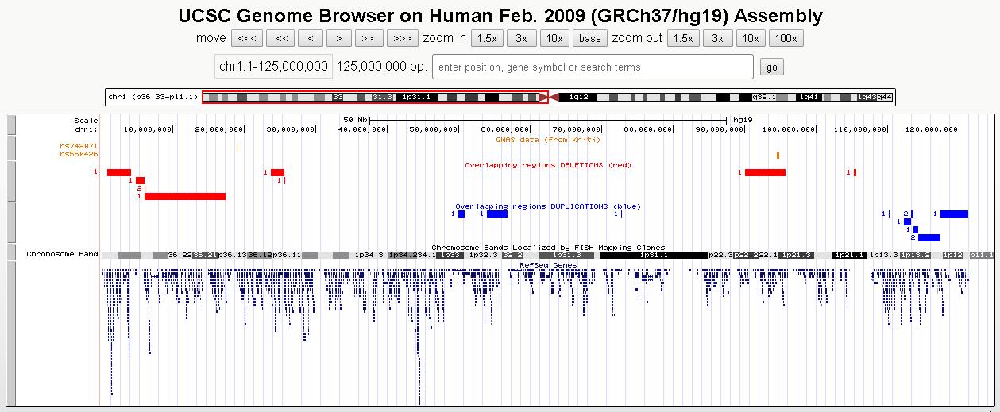 UCSC Genome Browser on Human Feb. 2009 (GRCh37/hg19) Assembly
move <<< << < > >> >>> zoom in 1.5x 3x 10x base zoom out 1.5x 3x 10x 100x
chr1:1-125,000,000 125,000,000 bp. enter position, gene symbol or search terms go
chr1 (p36.33-p11.1) 33 31.3 1p31.1 1q12 q32.1 1q41 1q43 q44
Scale 50 Mb hg19
chr1: 10,000,000 20,000,000 30,000,000 40,000,000 50,000,000 60,000,000 70,000,000 80,000,000 90,000,000 100,000,000 110,000,000 120,000,000
GWAS data (from Kriti)
rs742071
rs560426
Overlapping regions DELETIONS (red)
1 1 1 1
1 1
2
1
Overlapping regions DUPLICATIONS (blue)
1 1 1 1 2 1
1
1
2
Chromosome Bands Localized by FISH Mapping Clones
Chromosome Band 36.22 36.21 p36.13 36.12 p36.11 1p34.3 1p34.2 34.1 1p33 1p32.3 32.2 1p31.3 1p31.1 p22.3 p22.2 22.1 1p21.3 1p21.1 1p13.3 1p13.2 1p12 p11.1
RefSeq Genes